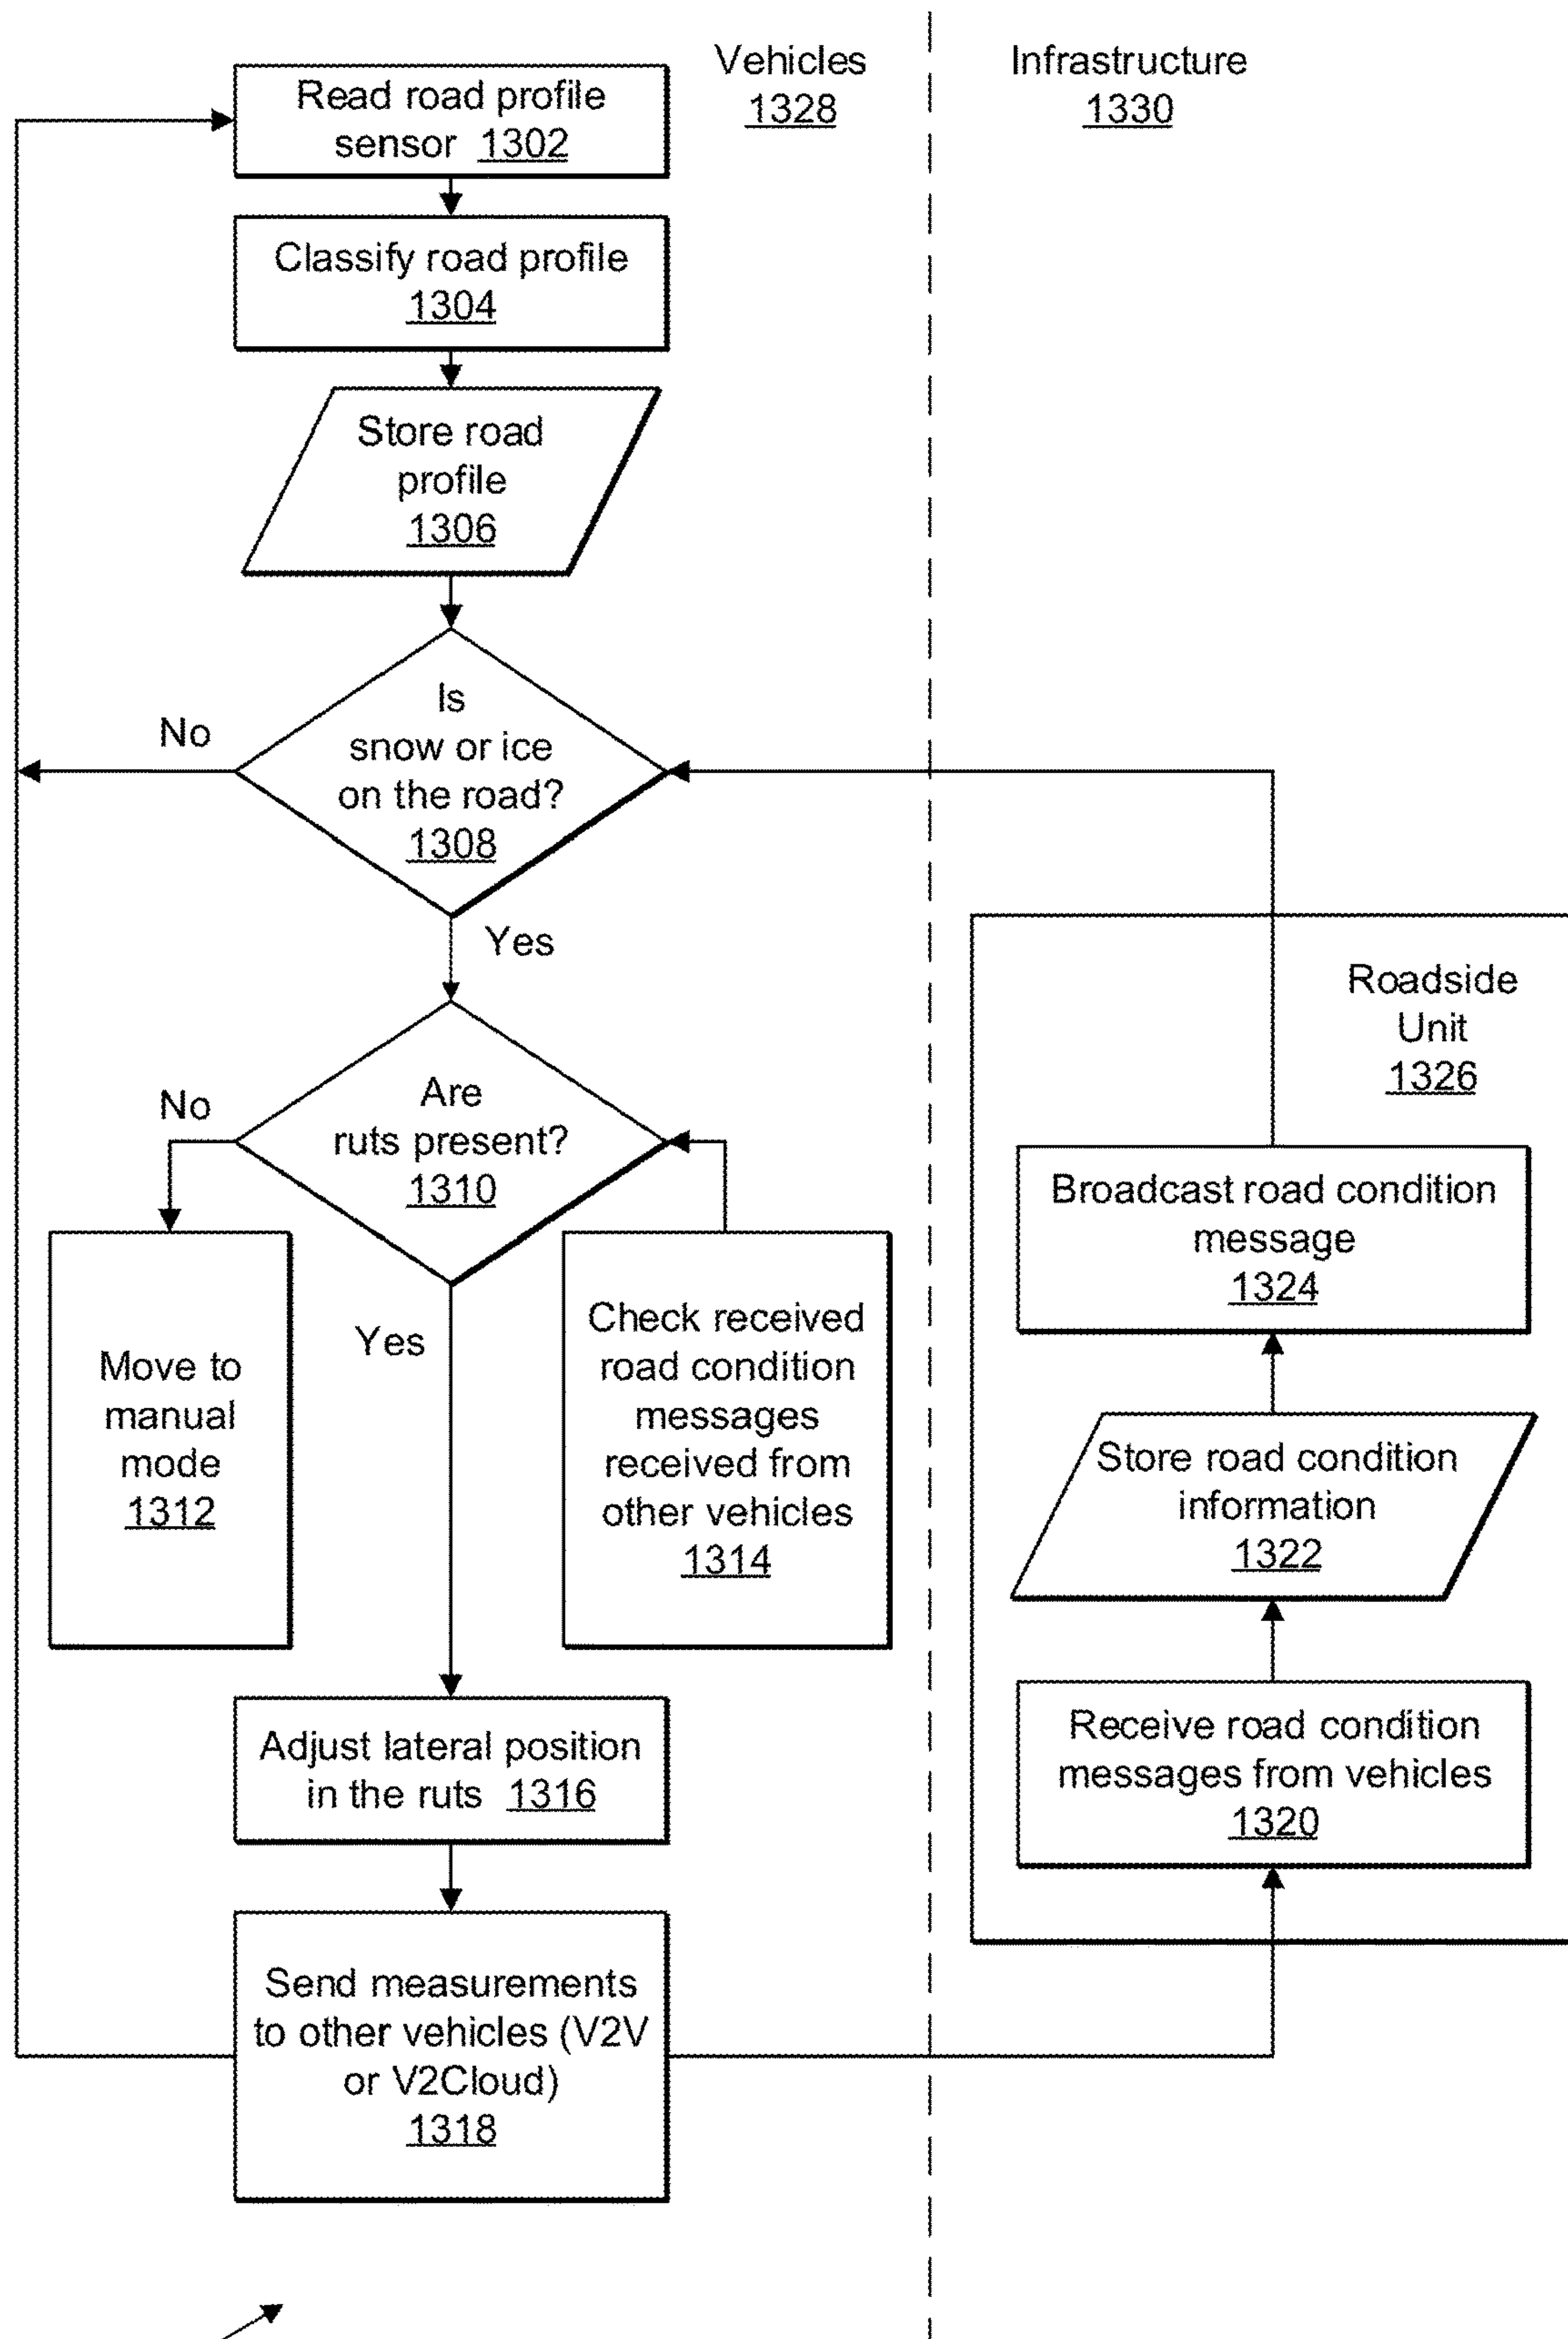 Vehicles
1328
Infrastructure
1330
Read road profile
sensor 1302
Classify road profile
1304
Store road
profile
1306
Is
snow or ice
on the road?
1308
No
Yes
Are
ruts present?
1310
No
Yes
Move to
manual
mode
1312
Check received
road condition
messages
received from
other vehicles
1314
Adjust lateral position
in the ruts 1316
Send measurements
to other vehicles (V2V
or V2Cloud)
1318
Roadside
Unit
1326
Broadcast road condition
message
1324
Store road condition
information
1322
Receive road condition
messages from vehicles
1320